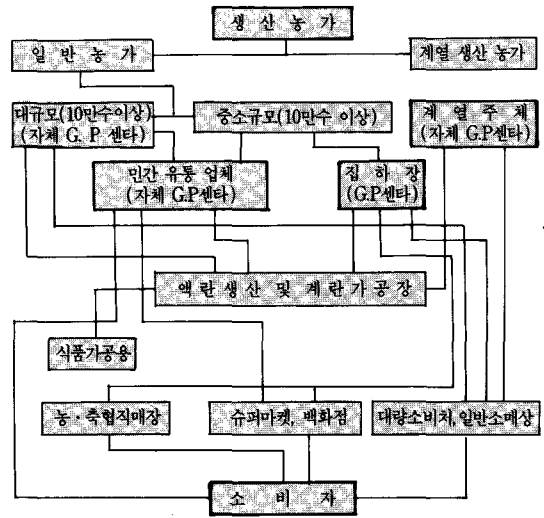 생 산 농 가
일 반 농 가
계열 생산 농가
대규모(10만수이상)
(자체 G. P 센타)
중소규모(10만수 이상)
계 열 주 체
(자체 G.P센타)
민간 유통 업체
(자체 G.P센타)
집 하 장
(G.P센타)
액 란 생 산 및 계 란 가 공 장
식품가공용
농·축협직매장
슈퍼마켓, 백화점
대량소비처,일반소매상
소 비 자